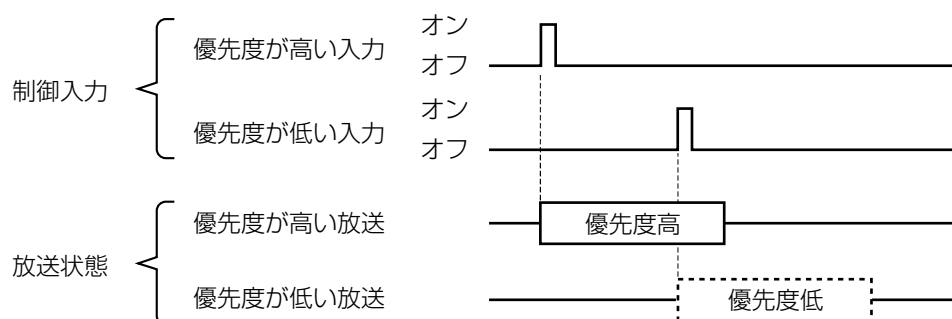 制御入力
優先度が高い入力
オン
オフ
優先度が低い入力
オン
オフ
放送状態
優先度が高い放送
優先度高
優先度が低い放送
優先度低